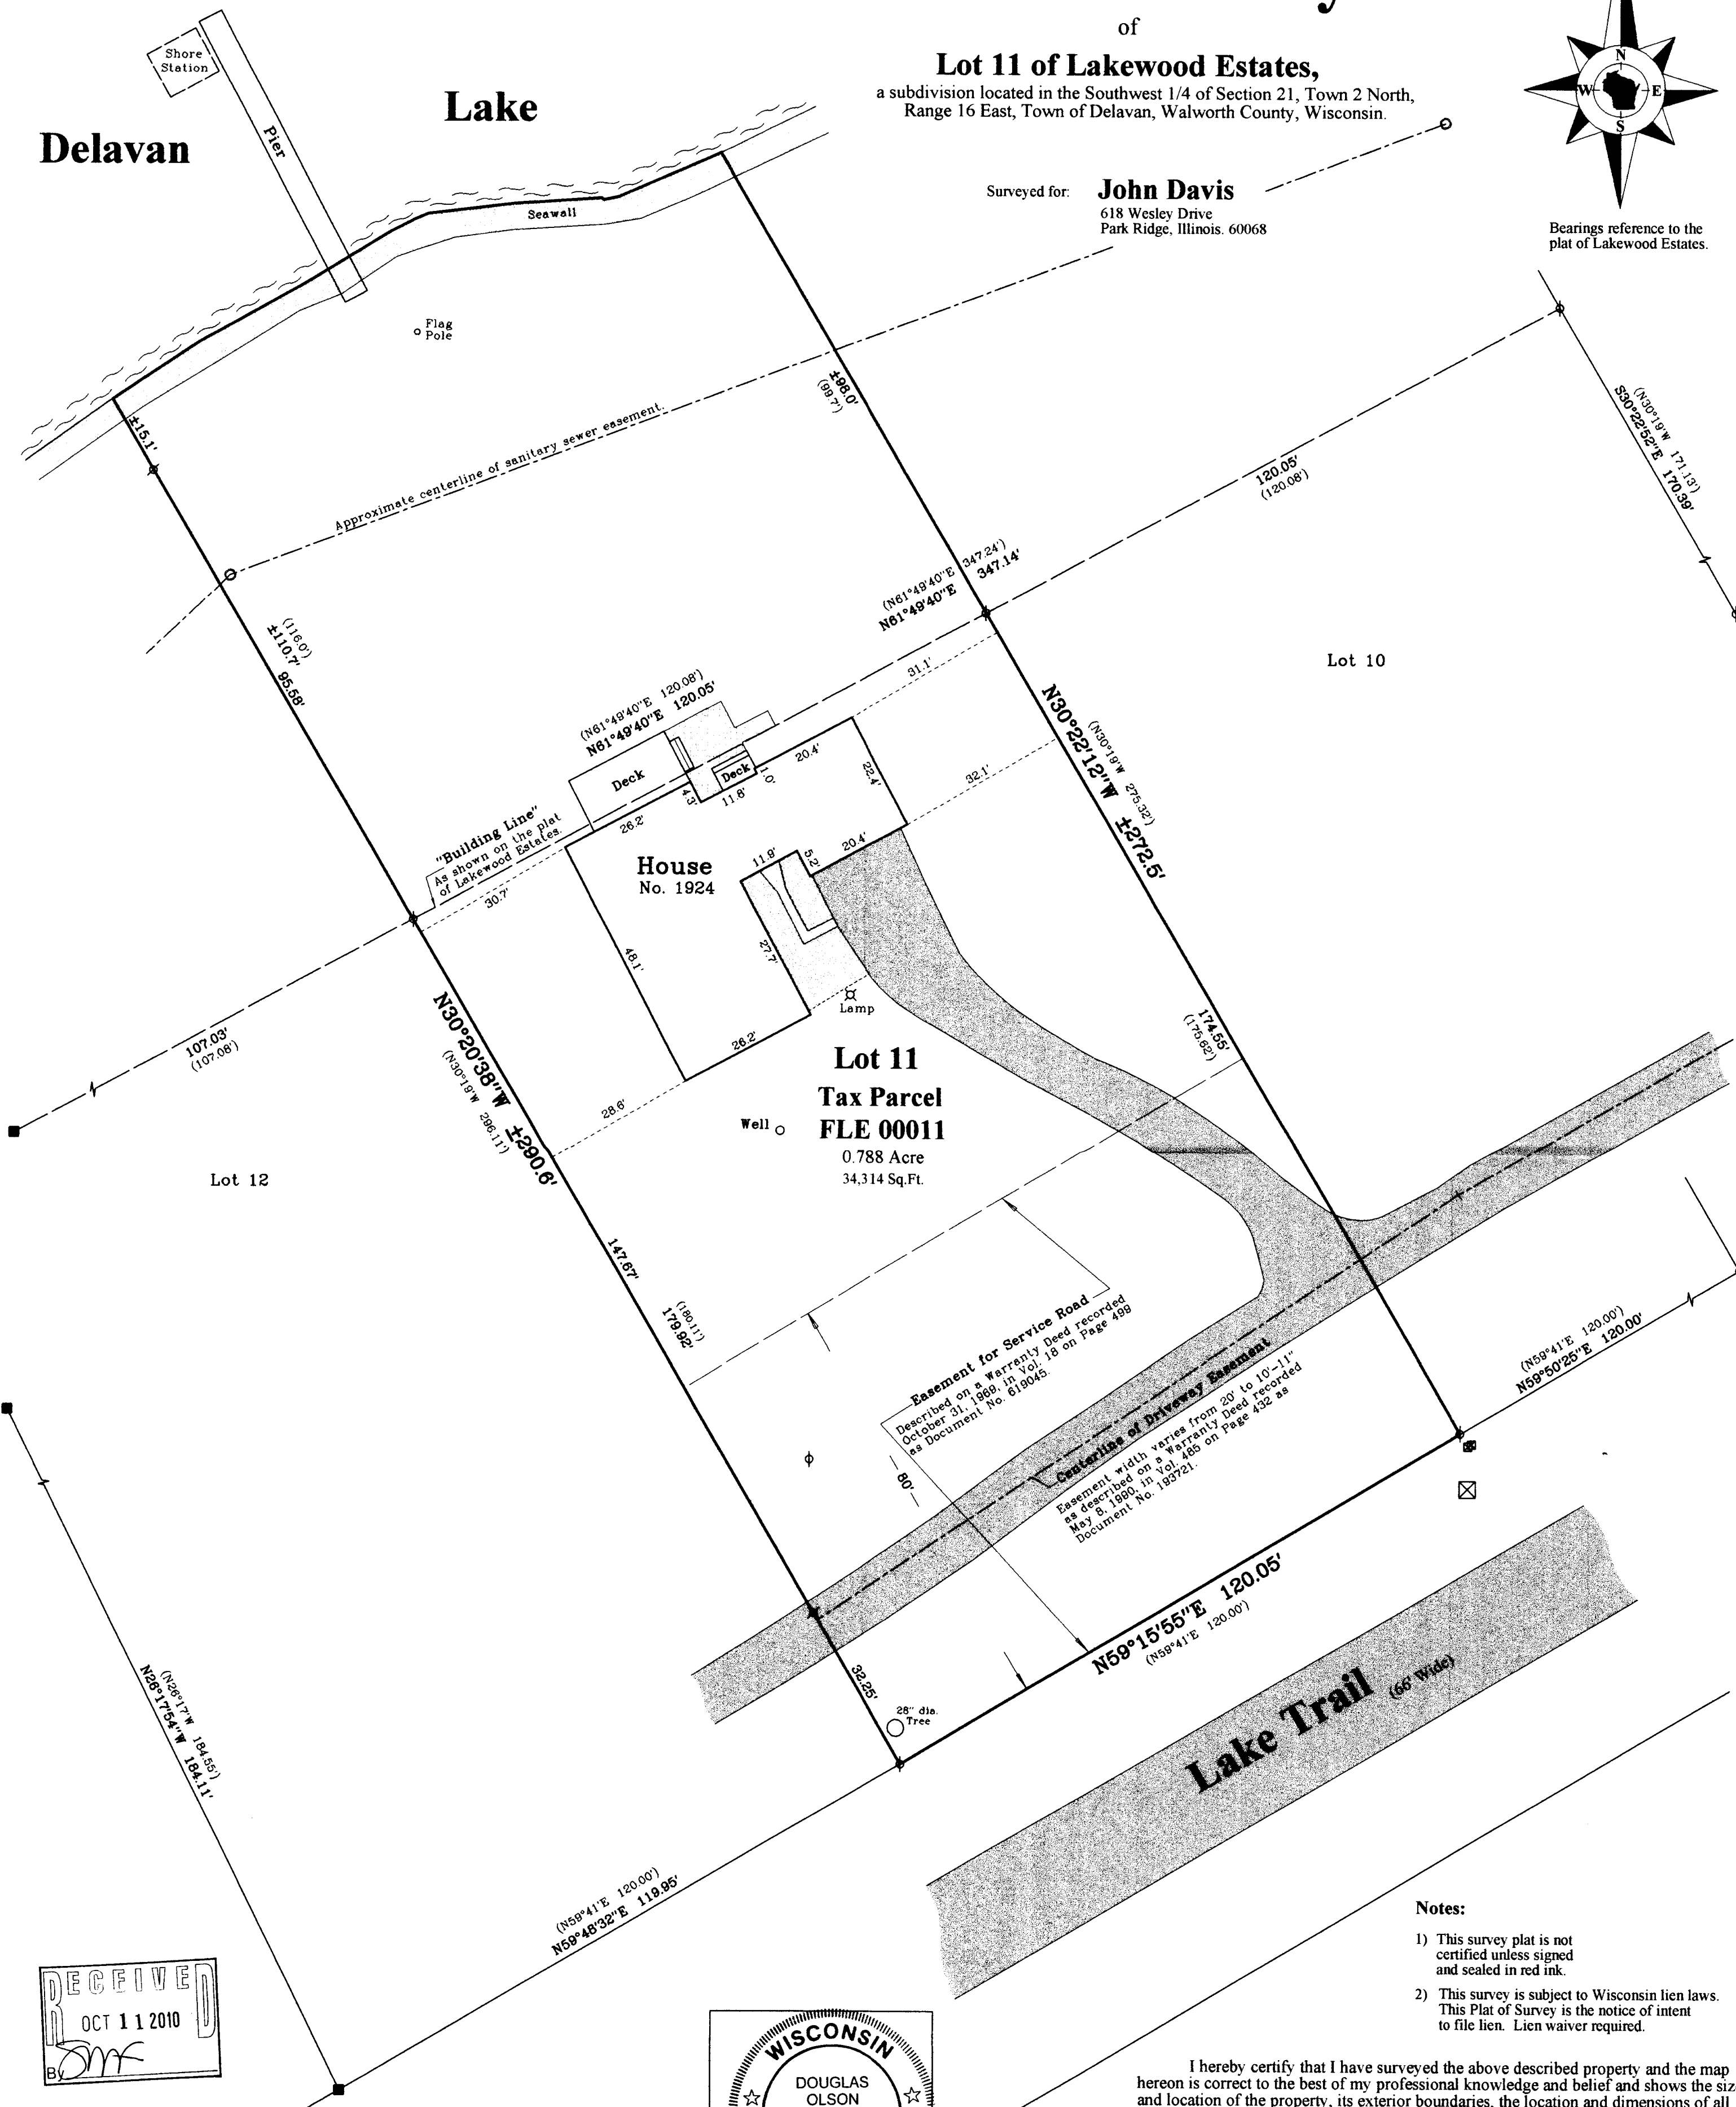 of
Lot 11 of Lakewood Estates,
a subdivision located in the Southwest 1/4 of Section 21, Town 2 North,
Range 16 East, Town of Delavan, Walworth County, Wisconsin.
Surveyed for: John Davis
618 Wesley Drive
Park Ridge, Illinois. 60068
N
W E
S
Bearings reference to the
plat of Lakewood Estates.
Shore
Station
Pier
Delavan
Lake
Seawall
Flag
Pole
±15.1'
Approximate centerline of sanitary sewer easement.
±98.0'
(99.7')
(116.0')
±110.7'
95.58'
(N61°49'40"E 347.24')
N61°49'40"E 347.14'
120.05'
(120.08')
(N30°19'W 171.13')
S30°22'52"E 170.39'
Lot 10
(N61°49'40"E 120.08')
N61°49'40"E 120.05'
31.1'
Deck
Deck
4.3'
11.8'
1.0'
20.4'
22.4'
32.1'
26.2'
"Building Line"
As shown on the plat
of Lakewood Estates.
30.7'
House
No. 1924
11.9'
5.2'
20.4'
48.1'
27.7'
26.2'
Lamp
28.6'
(N30°19'W 275.32')
N30°22'12"W ±272.5'
174.55'
(175.62')
107.03'
(107.08')
N30°20'38"W ±290.6'
(N30°19'W 296.11')
Lot 12
Lot 11
Tax Parcel
FLE 00011
0.788 Acre
34,314 Sq.Ft.
Well
147.67'
(180.11')
179.92'
Easement for Service Road
Described on a Warranty Deed recorded
October 31, 1969, in Vol. 18 on Page 499
as Document No. 619045.
80'
Centerline of Driveway Easement
Easement width varies from 20' to 10'-11"
as described on a Warranty Deed recorded
May 8, 1990, in Vol. 485 on Page 432 as
Document No. 193721.
(N59°41'E 120.00')
N59°50'25"E 120.00'
N59°15'55"E 120.05'
(N59°41'E 120.00')
32.25'
28" dia.
Tree
Lake Trail (66' Wide)
(N26°17'W 184.55')
N26°17'54"W 184.11'
(N59°41'E 120.00')
N59°48'32"E 119.95'
RECEIVED
OCT 11 2010
By
WISCONSIN
DOUGLAS
OLSON
Notes:
1) This survey plat is not
certified unless signed
and sealed in red ink.
2) This survey is subject to Wisconsin lien laws.
This Plat of Survey is the notice of intent
to file lien. Lien waiver required.
I hereby certify that I have surveyed the above described property and the map
hereon is correct to the best of my professional knowledge and belief and shows the siz
and location of the property, its exterior boundaries, the location and dimensions of all